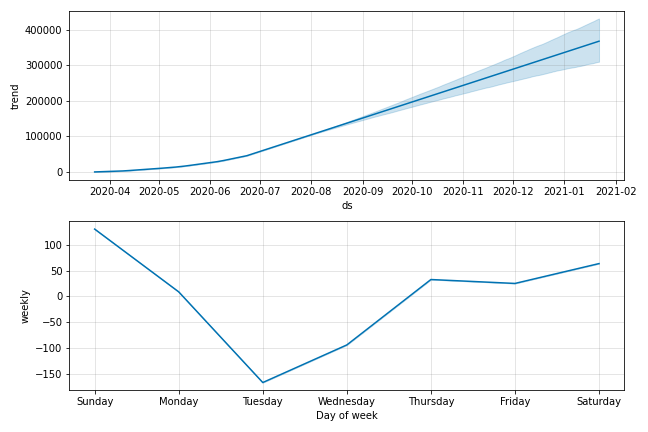 400000
300000
200000
100000
0
trend
2020-04 2020-05 2020-06 2020-07 2020-08 2020-09 2020-10 2020-11 2020-12 2021-01 2021-02
ds
100
50
0
−50
−100
−150
weekly
Sunday Monday Tuesday Wednesday Thursday Friday Saturday
Day of week